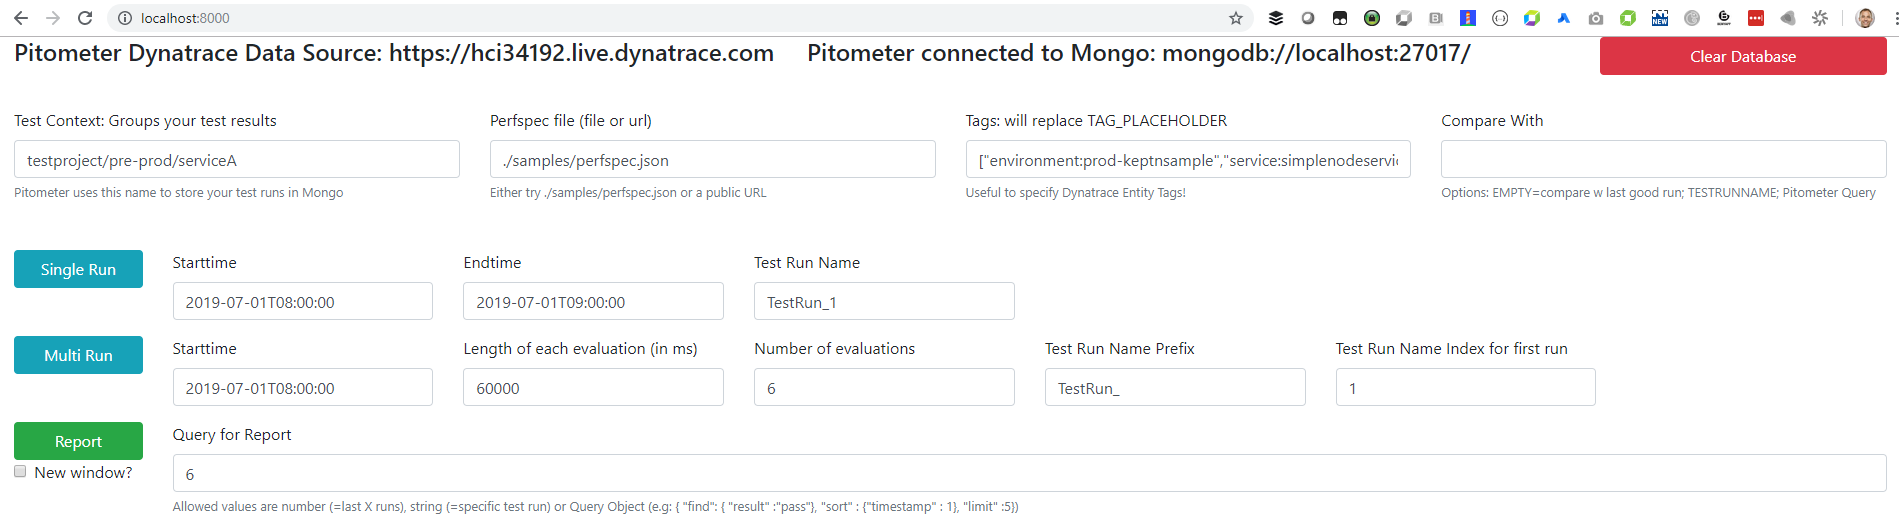 localhost:8000
NEW
Pitometer Dynatrace Data Source: https://hci34192.live.dynatrace.com Pitometer connected to Mongo: mongodb://localhost:27017/ Clear Database
Test Context: Groups your test results Perfspec file (file or url) Tags: will replace TAG_PLACEHOLDER Compare With
testproject/pre-prod/serviceA ./samples/perfspec.json ["environment:prod-keptnsample","service:simplenodeservic
Pitometer uses this name to store your test runs in Mongo Either try ./samples/perfspec.json or a public URL Useful to specify Dynatrace Entity Tags! Options: EMPTY=compare w last good run; TESTRUNNAME; Pitometer Query
Single Run Starttime Endtime Test Run Name
2019-07-01T08:00:00 2019-07-01T09:00:00 TestRun_1
Multi Run Starttime Length of each evaluation (in ms) Number of evaluations Test Run Name Prefix Test Run Name Index for first run
2019-07-01T08:00:00 60000 6 TestRun_ 1
Report Query for Report
New window? 6
Allowed values are number (=last X runs), string (=specific test run) or Query Object (e.g: { "find": { "result" :"pass"}, "sort" : {"timestamp" : 1}, "limit" :5})